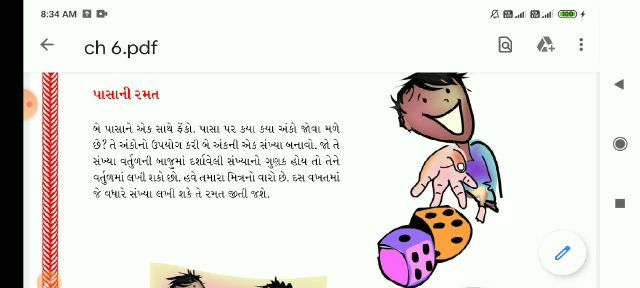 8:34 AM
100
ch 6.pdf
પાસાની રમત
બે પાસાને એક સાથે ફેંકો. પાસા પર કયા કયા અંકો જોવા મળે
છે? તે અંકોનો ઉપયોગ કરી બે અંકની એક સંખ્યા બનાવો. જો તે
સંખ્યા વર્તુળની બાજુમાં દર્શાવેલી સંખ્યાનો ગુણક હોય તો તેને
વર્તુળમાં લખી શકો છો. હવે તમારા મિત્રનો વારો છે. દસ વખતમાં
જે વધારે સંખ્યા લખી શકે તે રમત જીતી જશે.